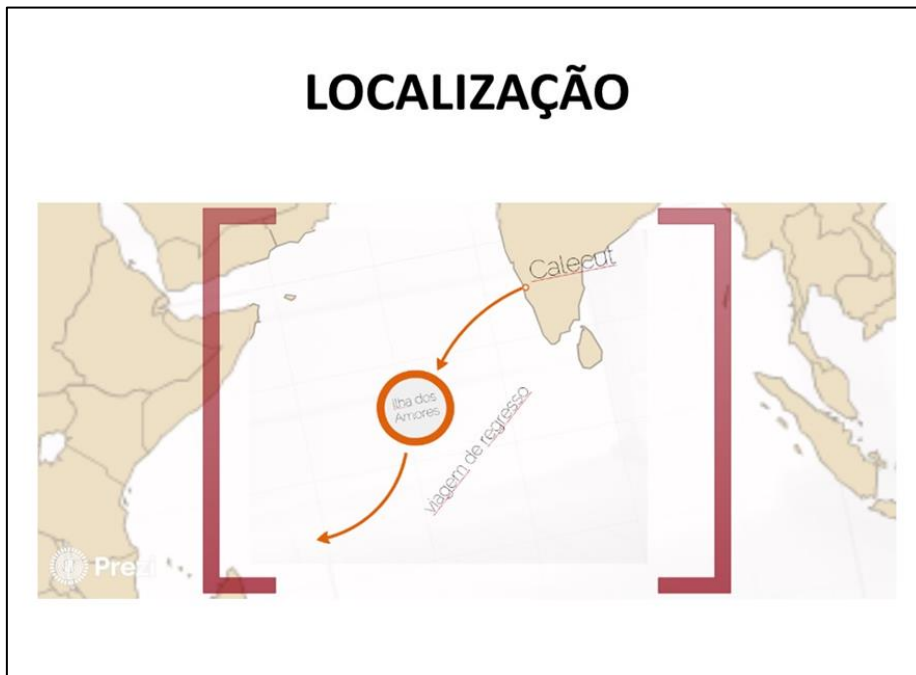 LOCALIZAÇÃO
Calecut
Ilha dos
Amores
viagem de regresso
Prezi